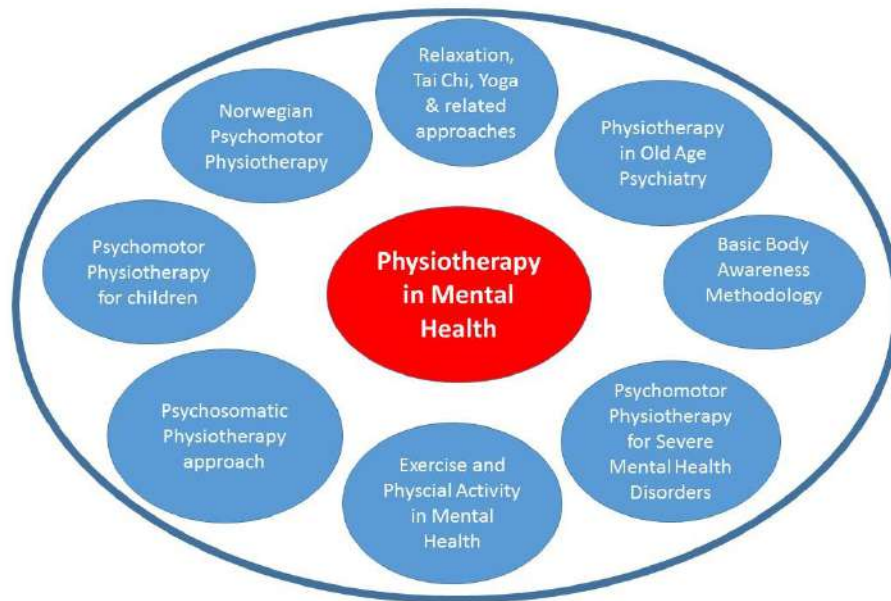 Relaxation,
Tai Chi, Yoga
& related
approaches
Norwegian
Psychomotor
Physiotherapy
Physiotherapy
in Old Age
Psychiatry
Psychomotor
Physiotherapy
for children
Physiotherapy
in Mental
Health
Basic Body
Awareness
Methodology
Psychosomatic
Physiotherapy
approach
Exercise and
Physcial Activity
in Mental
Health
Psychomotor
Physiotherapy
for Severe
Mental Health
Disorders